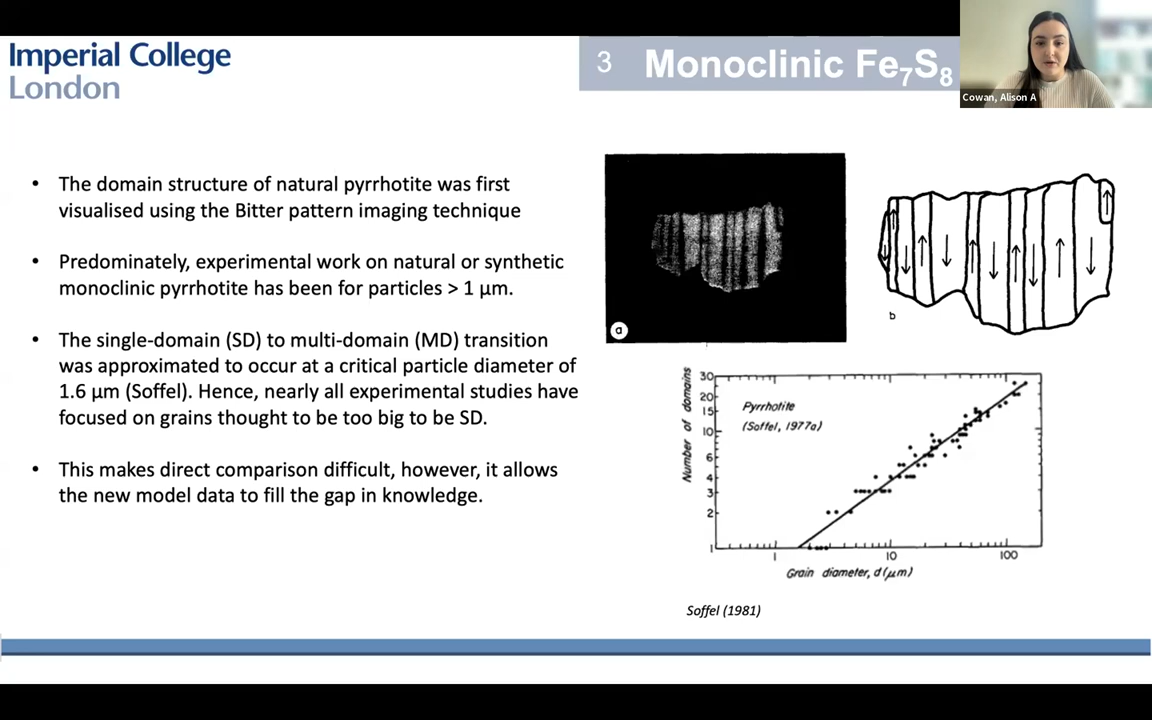 Imperial College
London
3 Monoclinic Fe₇S₈
Cowan, Alison A
• The domain structure of natural pyrrhotite was first
visualised using the Bitter pattern imaging technique
• Predominately, experimental work on natural or synthetic
monoclinic pyrrhotite has been for particles > 1 μm.
• The single-domain (SD) to multi-domain (MD) transition
was approximated to occur at a critical particle diameter of
1.6 μm (Soffel). Hence, nearly all experimental studies have
focused on grains thought to be too big to be SD.
• This makes direct comparison difficult, however, it allows
the new model data to fill the gap in knowledge.
a
b
Number of domains
30
20
15
10
6
4
3
2
1
Pyrrhotite
(Soffel, 1977a)
1 10 100
Grain diameter, d(μm)
Soffel (1981)